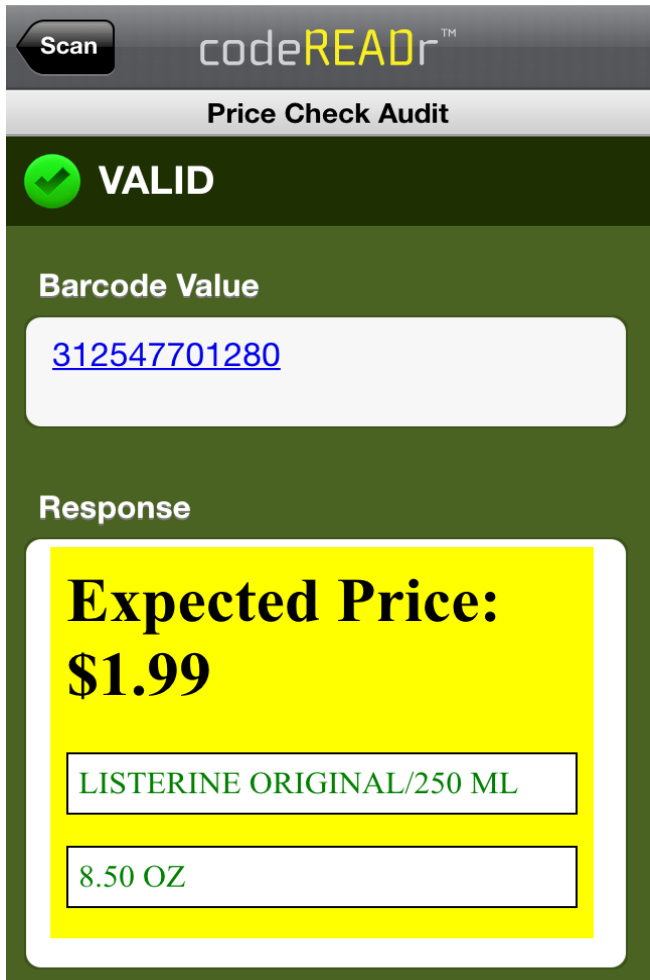 Scan
codeREADr™
Price Check Audit
VALID
Barcode Value
312547701280
Response
Expected Price:
$1.99
LISTERINE ORIGINAL/250 ML
8.50 OZ